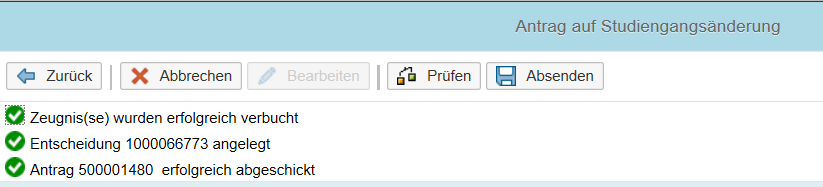 Antrag auf Studiengangsänderung
Zurück Abbrechen Bearbeiten Prüfen Absenden
Zeugnis(se) wurden erfolgreich verbucht
Entscheidung 1000066773 angelegt
Antrag 500001480 erfolgreich abgeschickt